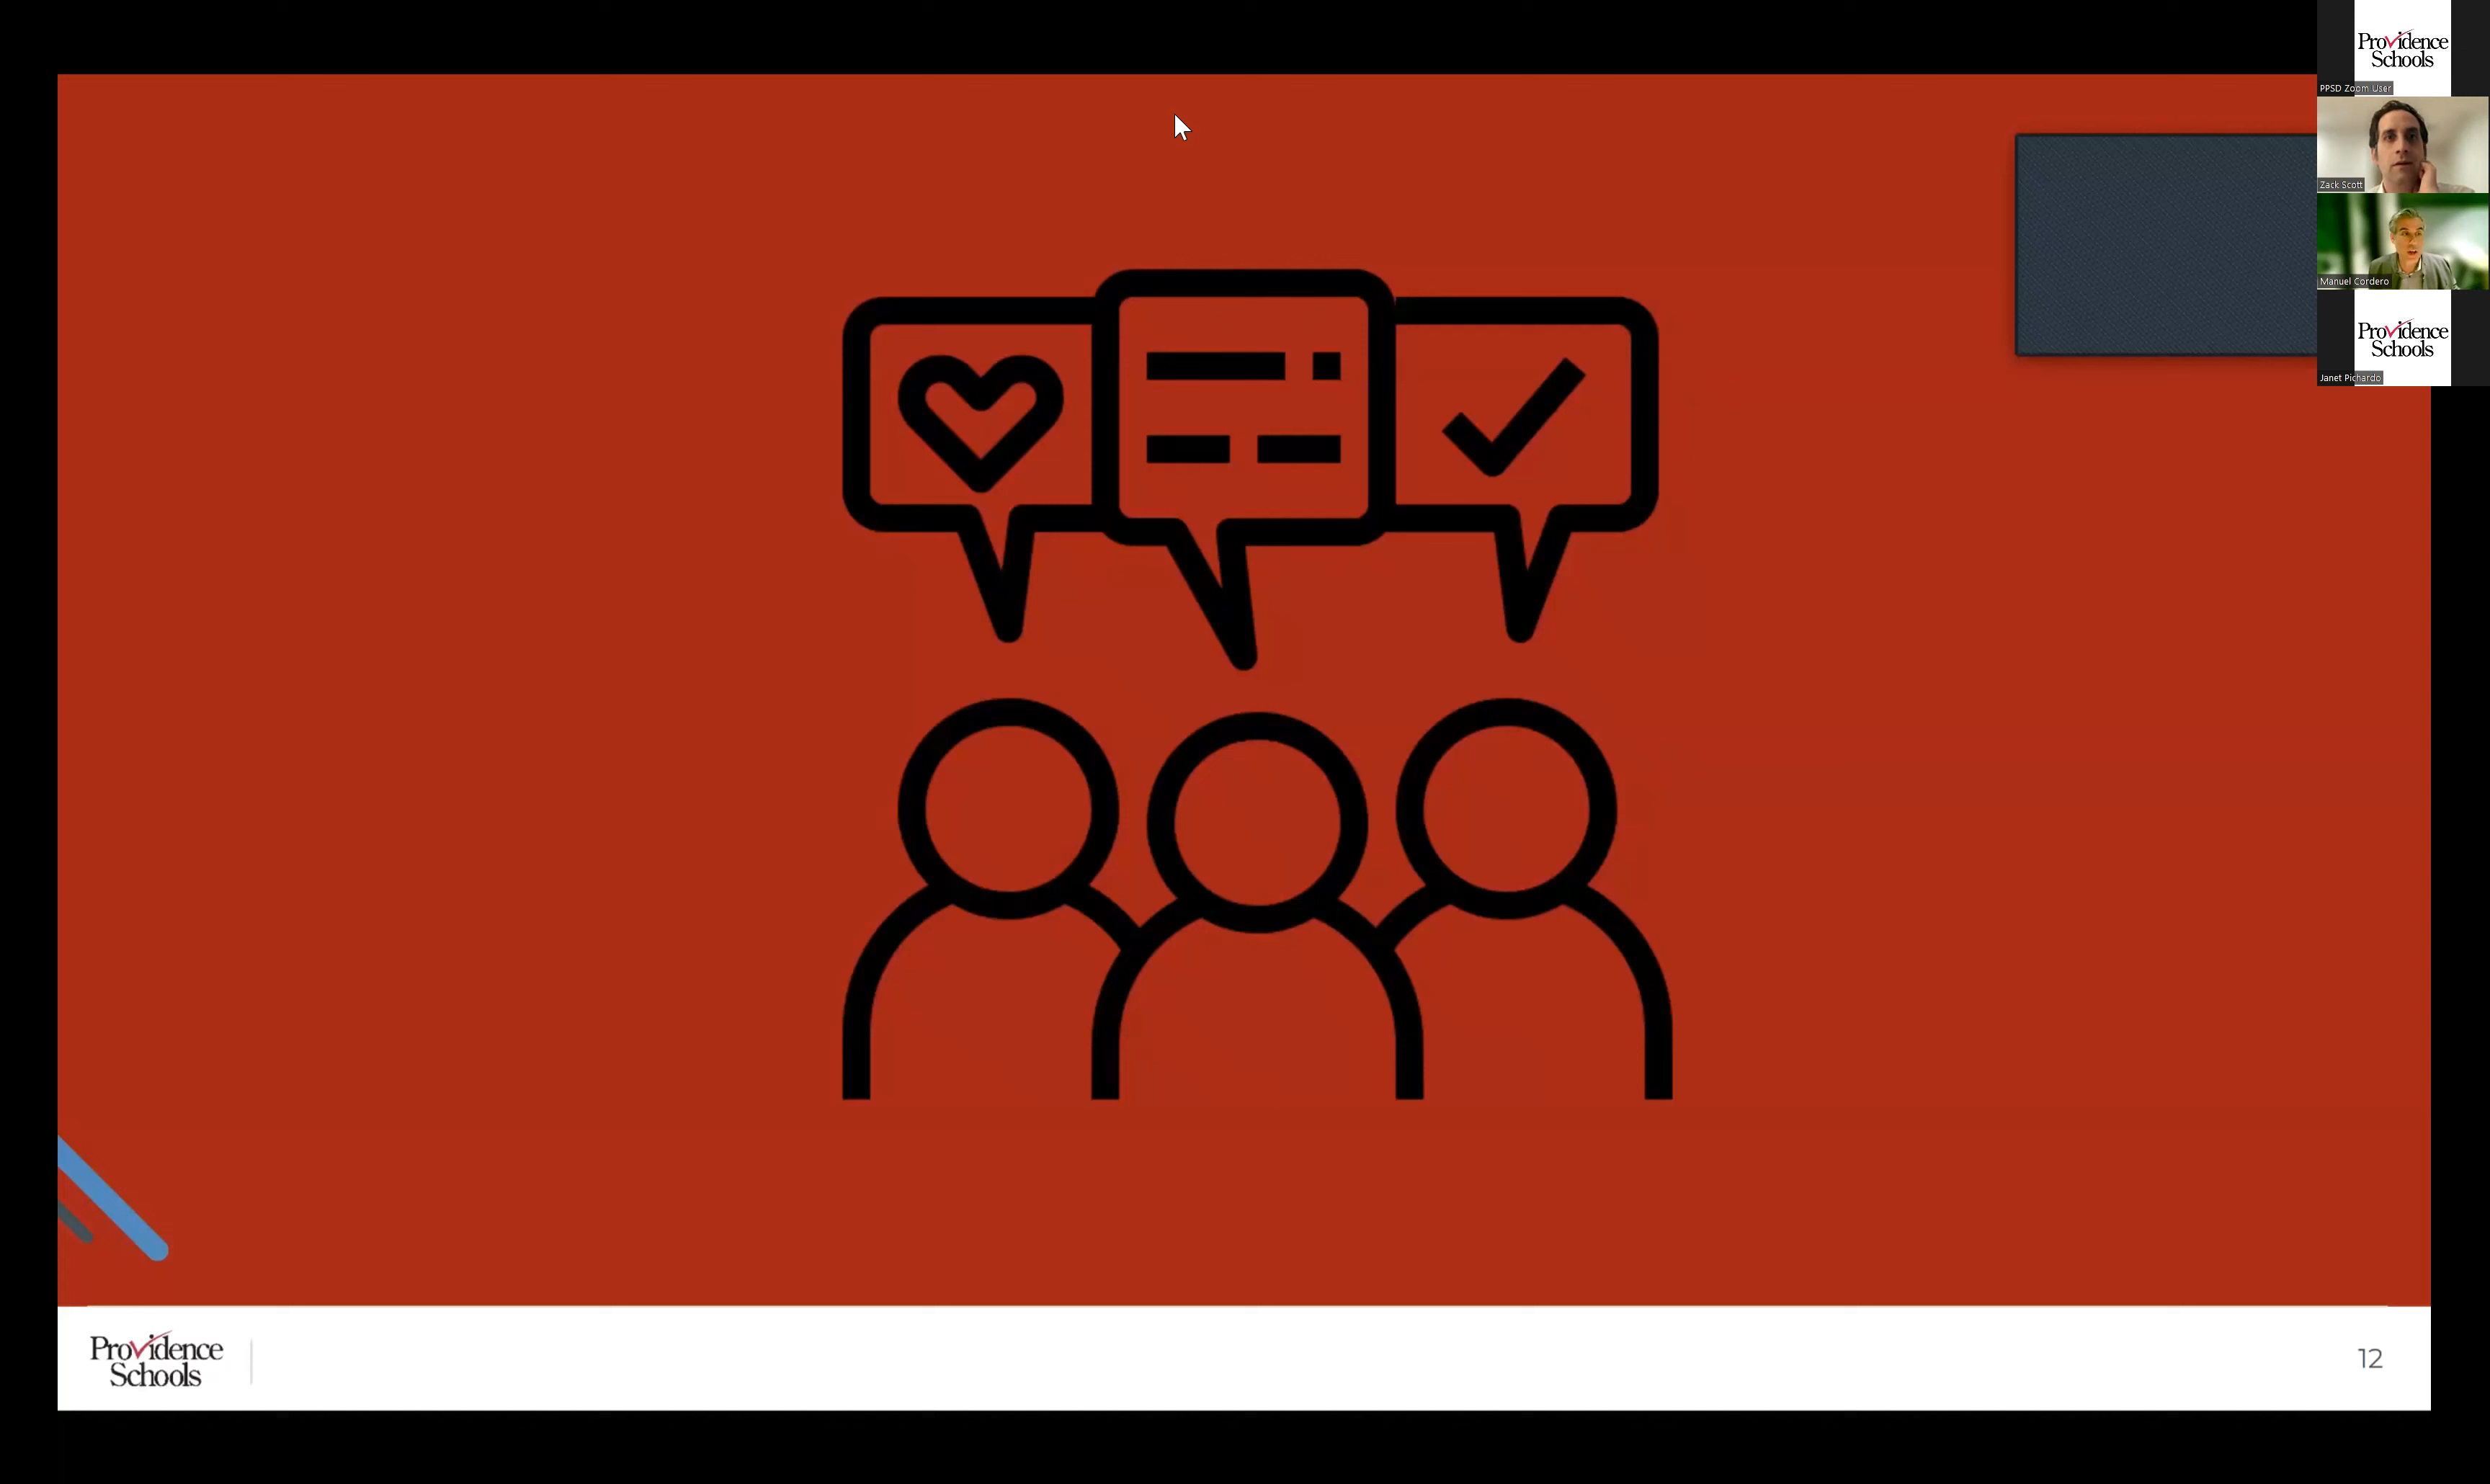 Providence
Schools
PPSD Zoom User
Zack Scott
Manuel Cordero
Providence
Schools
Janet Pichardo
Providence
Schools
12